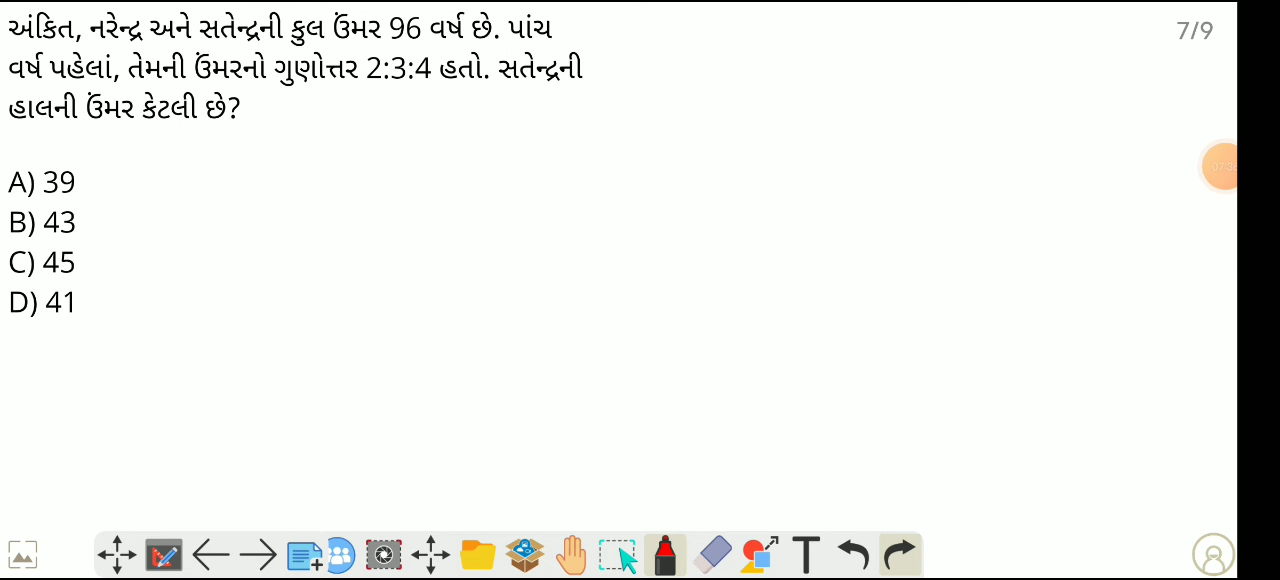 અંકિત, નરેન્દ્ર અને સતેન્દ્રની કુલ ઉંમર 96 વર્ષ છે. પાંચ
વર્ષ પહેલાં, તેમની ઉંમરનો ગુણોત્તર 2:3:4 હતો. સતેન્દ્રની
હાલની ઉંમર કેટલી છે?
A) 39
B) 43
C) 45
D) 41
7/9